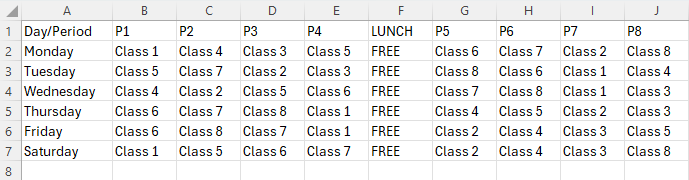 A B C D E F G H I J
1 Day/Period P1 P2 P3 P4 LUNCH P5 P6 P7 P8
2 Monday Class 1 Class 4 Class 3 Class 5 FREE Class 6 Class 7 Class 2 Class 8
3 Tuesday Class 5 Class 7 Class 2 Class 3 FREE Class 8 Class 6 Class 1 Class 4
4 Wednesday Class 4 Class 2 Class 5 Class 6 FREE Class 7 Class 8 Class 1 Class 3
5 Thursday Class 6 Class 7 Class 8 Class 1 FREE Class 4 Class 5 Class 2 Class 3
6 Friday Class 6 Class 8 Class 7 Class 1 FREE Class 2 Class 4 Class 3 Class 5
7 Saturday Class 1 Class 5 Class 6 Class 7 FREE Class 2 Class 4 Class 3 Class 8
8